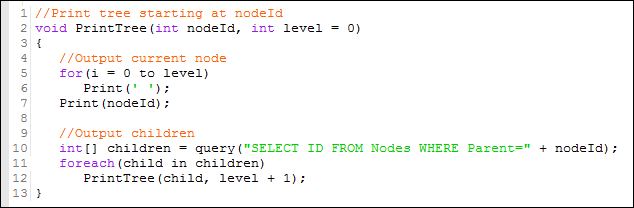 1 //Print tree starting at nodeId
2 void PrintTree(int nodeId, int level = 0)
3 {
4     //Output current node
5     for(i = 0 to level)
6         Print(' ');
7     Print(nodeId);
8
9     //Output children
10     int[] children = query("SELECT ID FROM Nodes WHERE Parent=" + nodeId);
11     foreach(child in children)
12         PrintTree(child, level + 1);
13 }